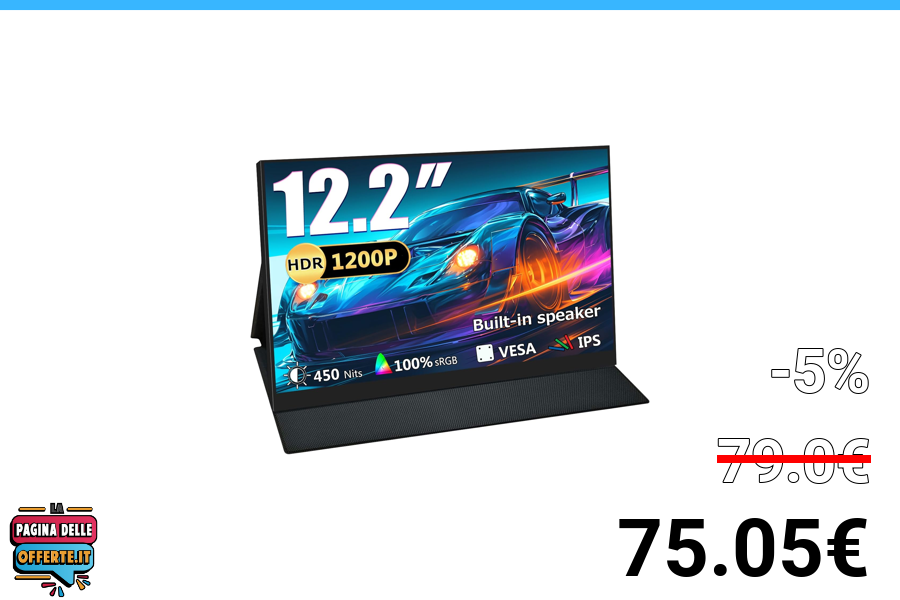 12.2"
HDR 1200P
Built-in speaker
450 Nits 100% sRGB VESA IPS
-5%
79.0€
75.05€
LA
PAGINA DELLE
OFFERTE.IT